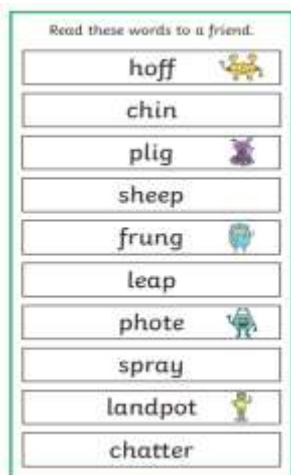 Read these words to a friend.
hoff
chin
plig
sheep
frung
leap
phote
spray
landpot
chatter